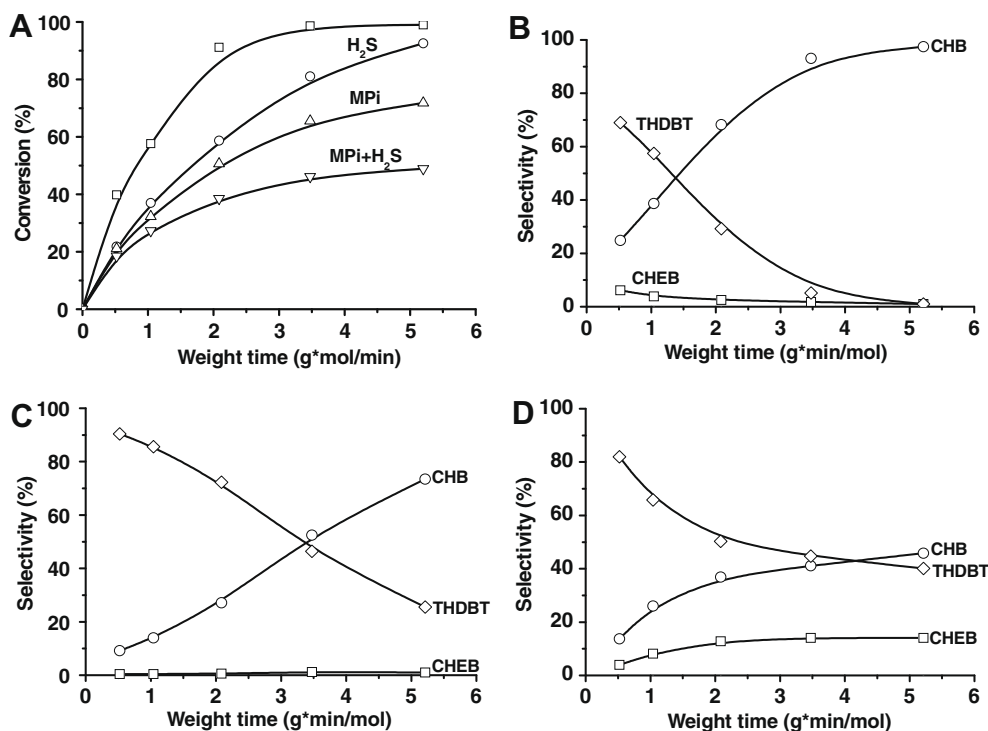 A
100
80
60
40
20
0
Conversion (%)
H₂S
MPi
MPi+H₂S
0 1 2 3 4 5 6
Weight time (g*mol/min)
B
100
80
60
40
20
0
Selectivity (%)
CHB
THDBT
CHEB
0 1 2 3 4 5 6
Weight time (g*min/mol)
C
100
80
60
40
20
0
Selectivity (%)
CHB
THDBT
CHEB
0 1 2 3 4 5 6
Weight time (g*min/mol)
D
100
80
60
40
20
0
Selectivity (%)
CHB
THDBT
CHEB
0 1 2 3 4 5 6
Weight time (g*min/mol)